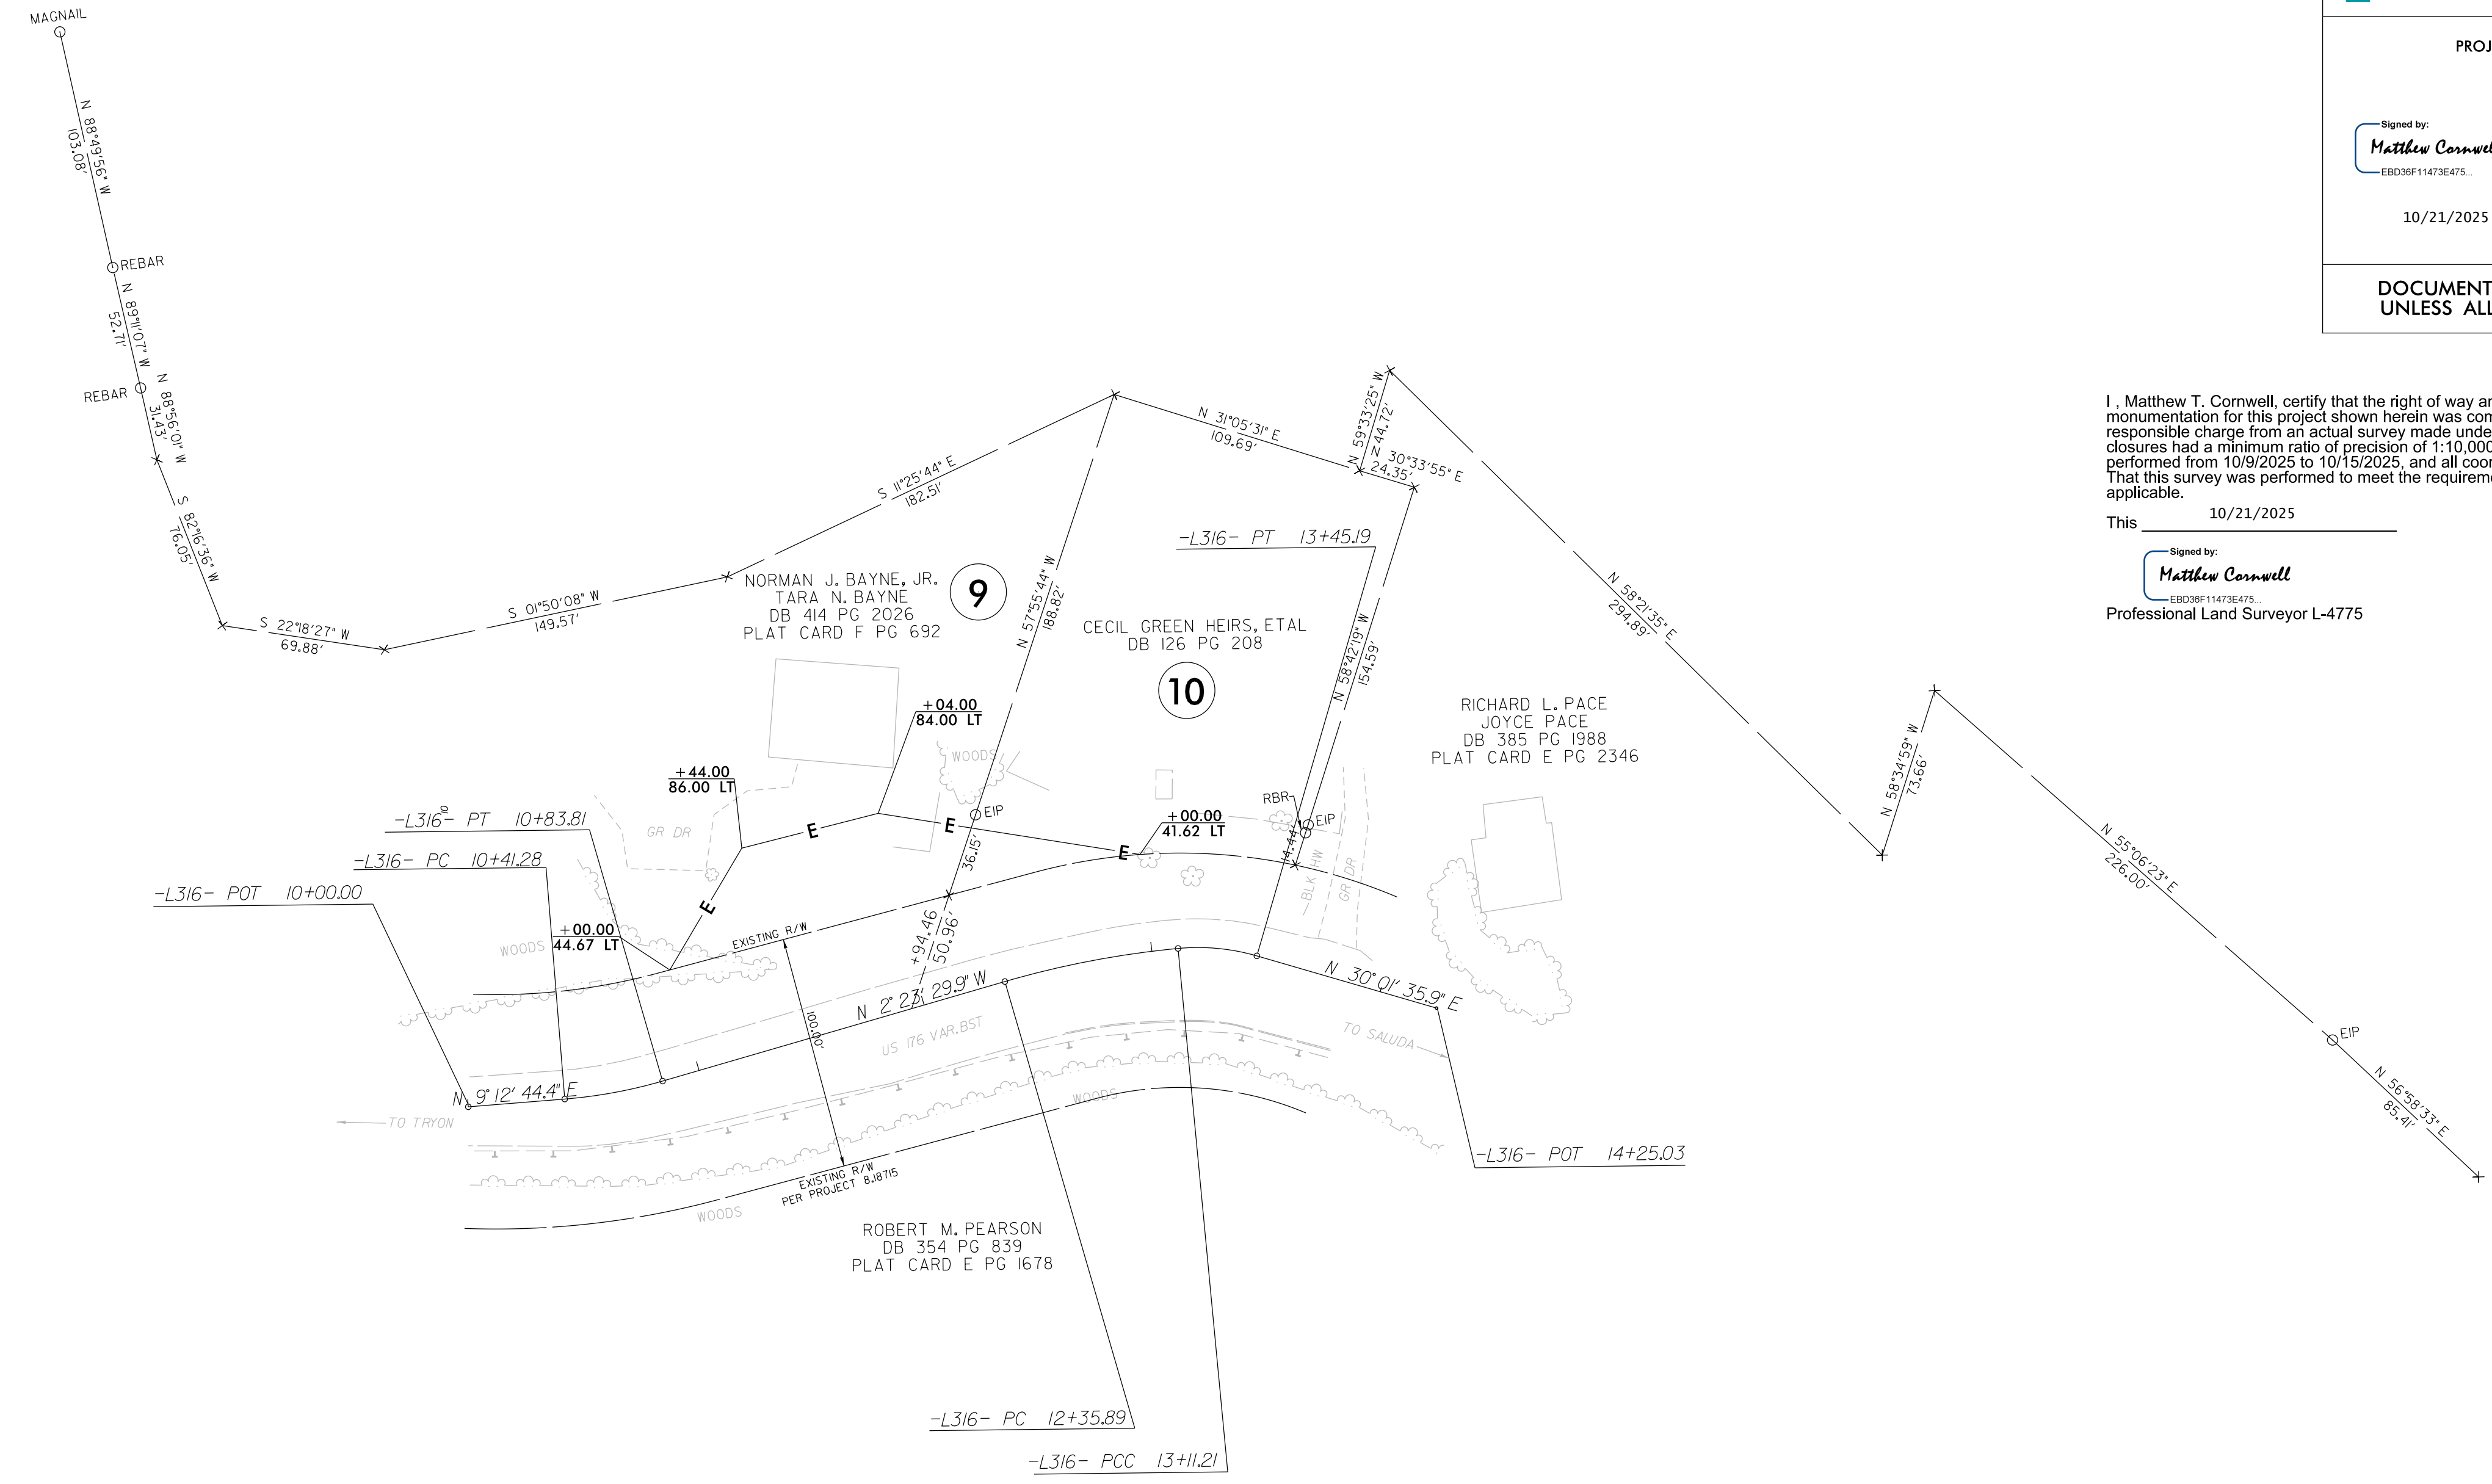 MAGNAIL
N 88°49'56" W
103.08'
REBAR
N 89°11'07" W
52.71'
REBAR
N 88°56'01" W
31.43'
S 82°16'36" W
76.05'
S 22°18'27" W
69.88'
S 01°50'08" W
149.57'
S 11°25'44" E
182.51'
N 31°05'31" E
109.69'
N 59°33'25" W
44.72'
N 30°33'55" E
24.35'
N 57°55'44" W
188.82'
N 58°42'19" W
154.59'
N 58°21'35" E
294.89'
N 58°34'59" W
73.66'
N 55°06'23" E
226.00'
EIP
N 56°58'33" E
85.41'
-L316- PT 13+45.19
NORMAN J. BAYNE, JR.
TARA N. BAYNE
DB 414 PG 2026
PLAT CARD F PG 692
9
CECIL GREEN HEIRS, ETAL
DB 126 PG 208
10
RICHARD L. PACE
JOYCE PACE
DB 385 PG 1988
PLAT CARD E PG 2346
+04.00
84.00 LT
+44.00
86.00 LT
WOODS
EIP
GR DR
E
E
E
E
36.15'
+00.00
41.62 LT
RBR
EIP
14.44'
BLK HW
GR DR
10
-L316- PT 10+83.81
-L316- PC 10+41.28
-L316- POT 10+00.00
+00.00
44.67 LT
WOODS
EXISTING R/W
+94.46
50.96'
100.00'
N 2° 23' 29.9" W
US 176 VAR. BST
N 30° 01' 35.9" E
TO SALUDA
N 9° 12' 44.4" E
TO TRYON
WOODS
EXISTING R/W
PER PROJECT 8.18715
WOODS
-L316- POT 14+25.03
ROBERT M. PEARSON
DB 354 PG 839
PLAT CARD E PG 1678
-L316- PC 12+35.89
-L316- PCC 13+11.21
PROJ
Signed by:
Matthew Cornwel
EBD36F11473E475...
10/21/2025
DOCUMENT
UNLESS ALL
I , Matthew T. Cornwell, certify that the right of way an
monumentation for this project shown herein was con
responsible charge from an actual survey made unde
closures had a minimum ratio of precision of 1:10,000
performed from 10/9/2025 to 10/15/2025, and all coor
That this survey was performed to meet the requireme
applicable.
This 10/21/2025
Signed by:
Matthew Cornwell
EBD36F11473E475...
Professional Land Surveyor L-4775